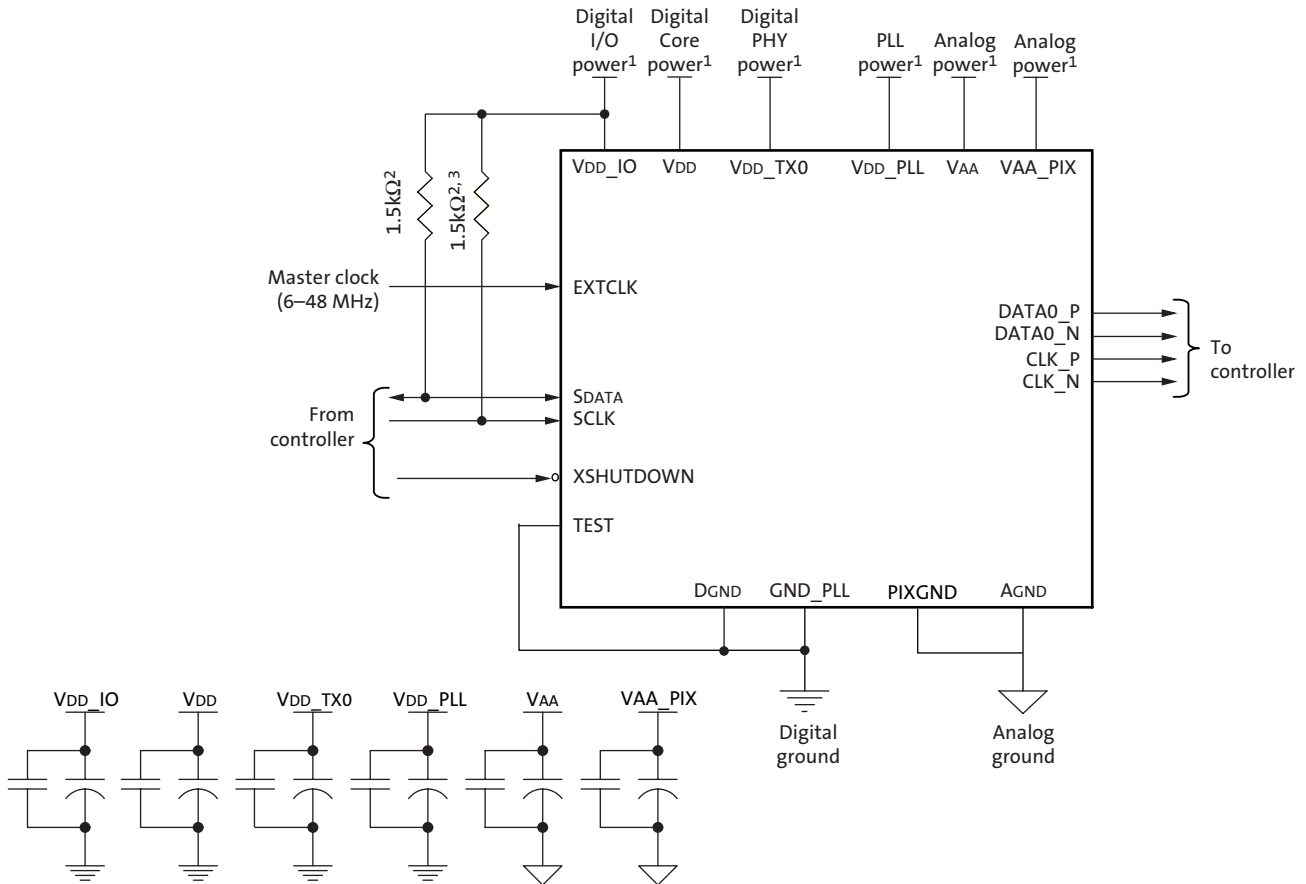 Digital
I/O
power1
Digital
Core
power1
Digital
PHY
power1
PLL
power1
Analog
power1
Analog
power1
VDD_IO
VDD
VDD_TX0
VDD_PLL
VAA
VAA_PIX
1.5kΩ2
1.5kΩ2, 3
Master clock
(6–48 MHz)
EXTCLK
DATA0_P
DATA0_N
CLK_P
CLK_N
To
controller
From
controller
SDATA
SCLK
XSHUTDOWN
TEST
DGND
GND_PLL
PIXGND
AGND
Digital
ground
Analog
ground
VDD_IO
VDD
VDD_TX0
VDD_PLL
VAA
VAA_PIX